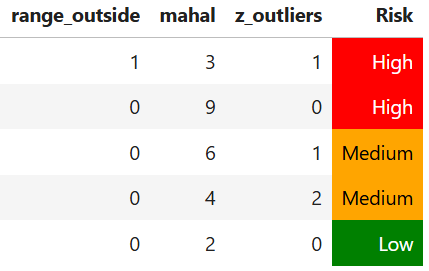 range_outside mahal z_outliers Risk
1 3 1 High
0 9 0 High
0 6 1 Medium
0 4 2 Medium
0 2 0 Low